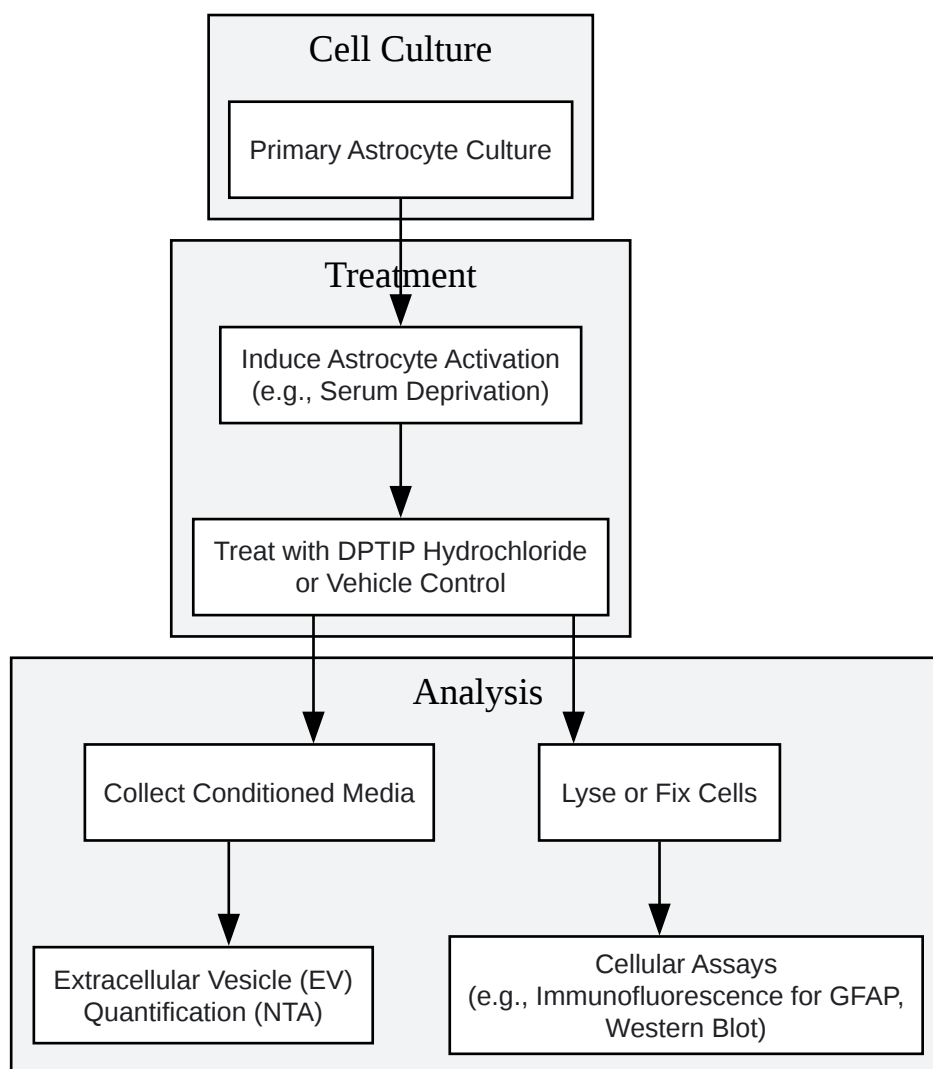 Cell Culture
Primary Astrocyte Culture
Treatment
Induce Astrocyte Activation
(e.g., Serum Deprivation)
Treat with DPTIP Hydrochloride
or Vehicle Control
Analysis
Collect Conditioned Media
Lyse or Fix Cells
Extracellular Vesicle (EV)
Quantification (NTA)
Cellular Assays
(e.g., Immunofluorescence for GFAP,
Western Blot)